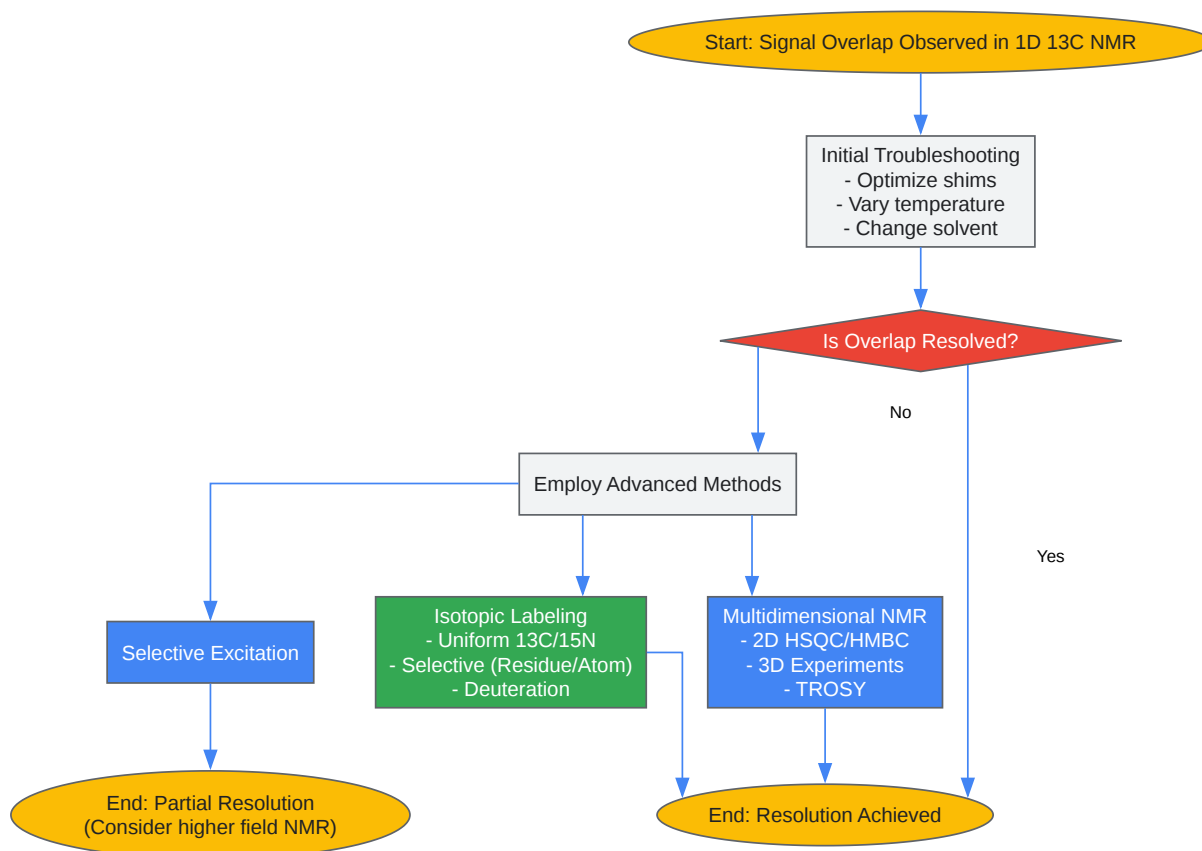 Start: Signal Overlap Observed in 1D 13C NMR
Initial Troubleshooting
- Optimize shims
- Vary temperature
- Change solvent
Is Overlap Resolved?
No
Employ Advanced Methods
Yes
Selective Excitation
Isotopic Labeling
- Uniform 13C/15N
- Selective (Residue/Atom)
- Deuteration
Multidimensional NMR
- 2D HSQC/HMBC
- 3D Experiments
- TROSY
End: Partial Resolution
(Consider higher field NMR)
End: Resolution Achieved